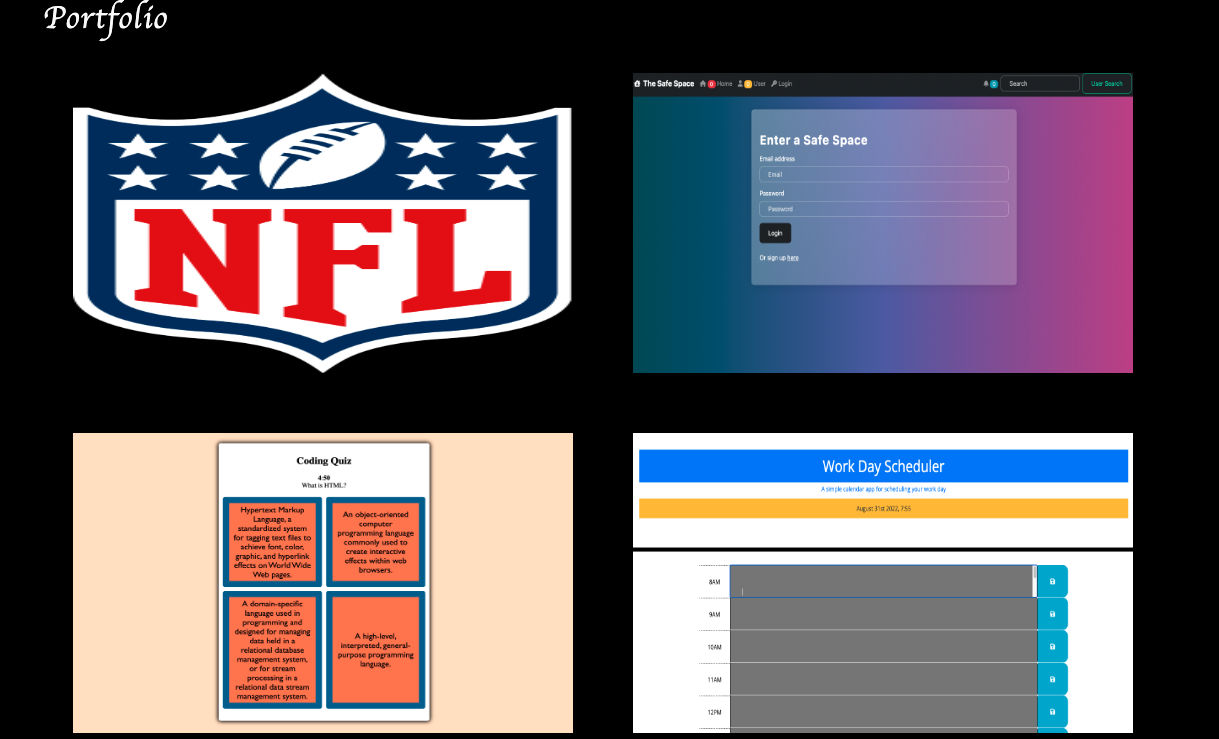 Portfolio
NFL
The Safe Space 0 Home 0 User Login 0 Search User Search
Enter a Safe Space
Email address
Email
Password
Password
Login
Or sign up here
Coding Quiz
4:50
What is HTML?
Hypertext Markup
Language, a
standardized system
for tagging text files to
achieve font, color,
graphic, and hyperlink
effects on World Wide
Web pages.
An object-oriented
computer
programming language
commonly used to
create interactive
effects within web
browsers.
A domain-specific
language used in
programming and
designed for managing
data held in a
relational database
management system,
or for stream
processing in a
relational data stream
management system.
A high-level,
interpreted, general-
purpose programming
language.
Work Day Scheduler
A simple calendar app for scheduling your work day
August 31st 2022, 7:55
8AM
9AM
10AM
11AM
12PM